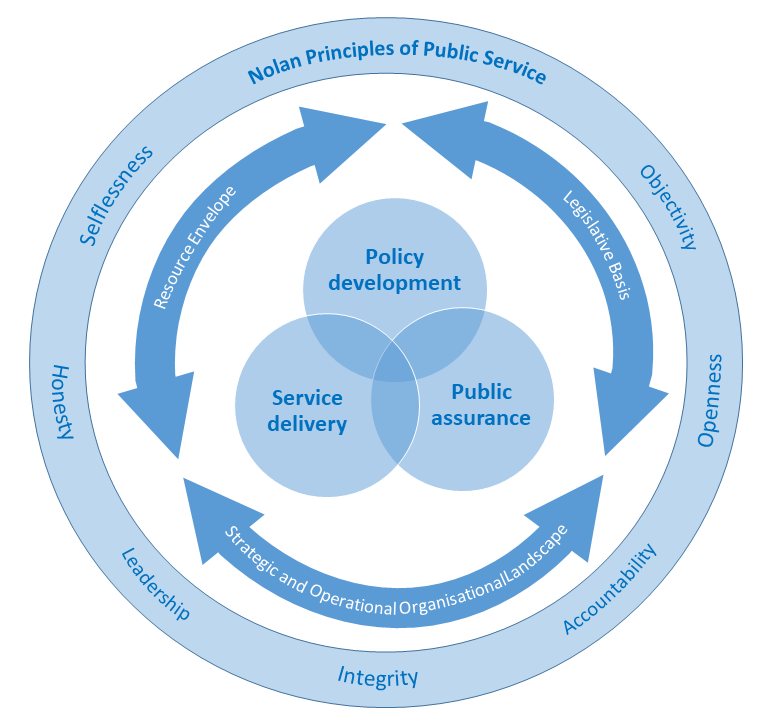 Nolan Principles of Public Service
Selflessness
Objectivity
Resource Envelope
Legislative Basis
Policy
development
Service
delivery
Public
assurance
Honesty
Openness
Strategic and Operational Organisational Landscape
Leadership
Accountability
Integrity